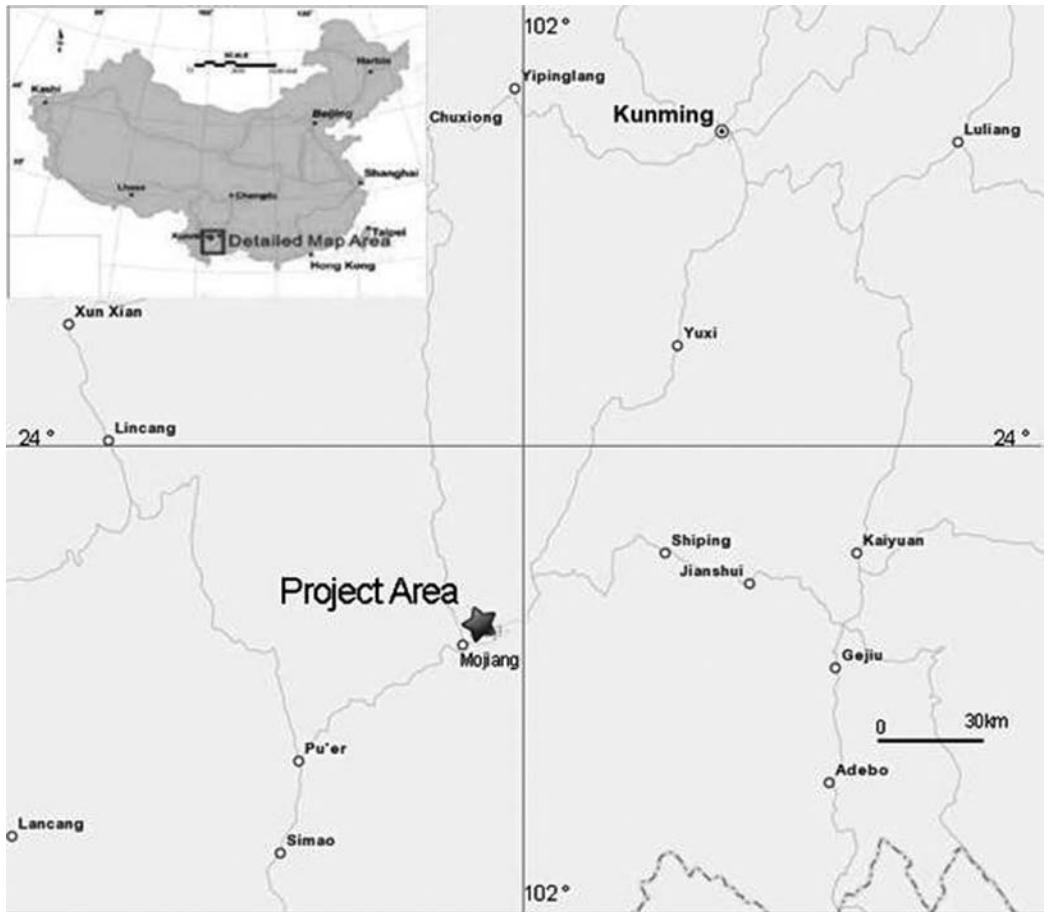 102°
Yipinglang
Chuxiong
Kunming
Luliang
SCALE
Harbin
Kashi
Beijing
Shanghai
Lhasa
Chengdu
Taipei
Detailed Map Area
Hong Kong
Xun Xian
Yuxi
Lincang
24°
24°
Shiping
Kaiyuan
Jianshui
Project Area
Mojiang
Gejiu
0
30km
Pu'er
Adebo
Lancang
Simao
102°